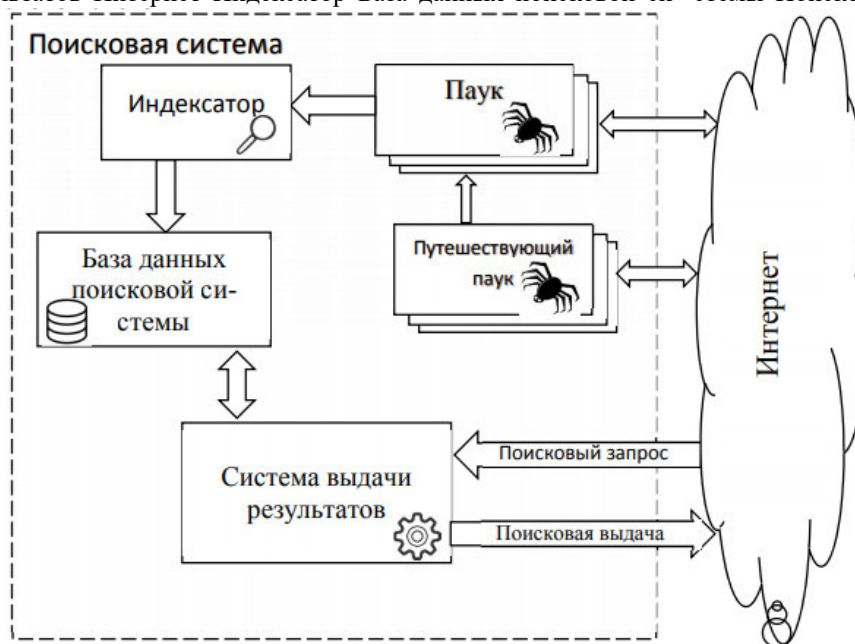 Поисковая система
Индексатор
Паук
База данных
поисковой си-
стемы
Путешествующий
паук
Интернет
Поисковый запрос
Система выдачи
результатов
Поисковая выдача